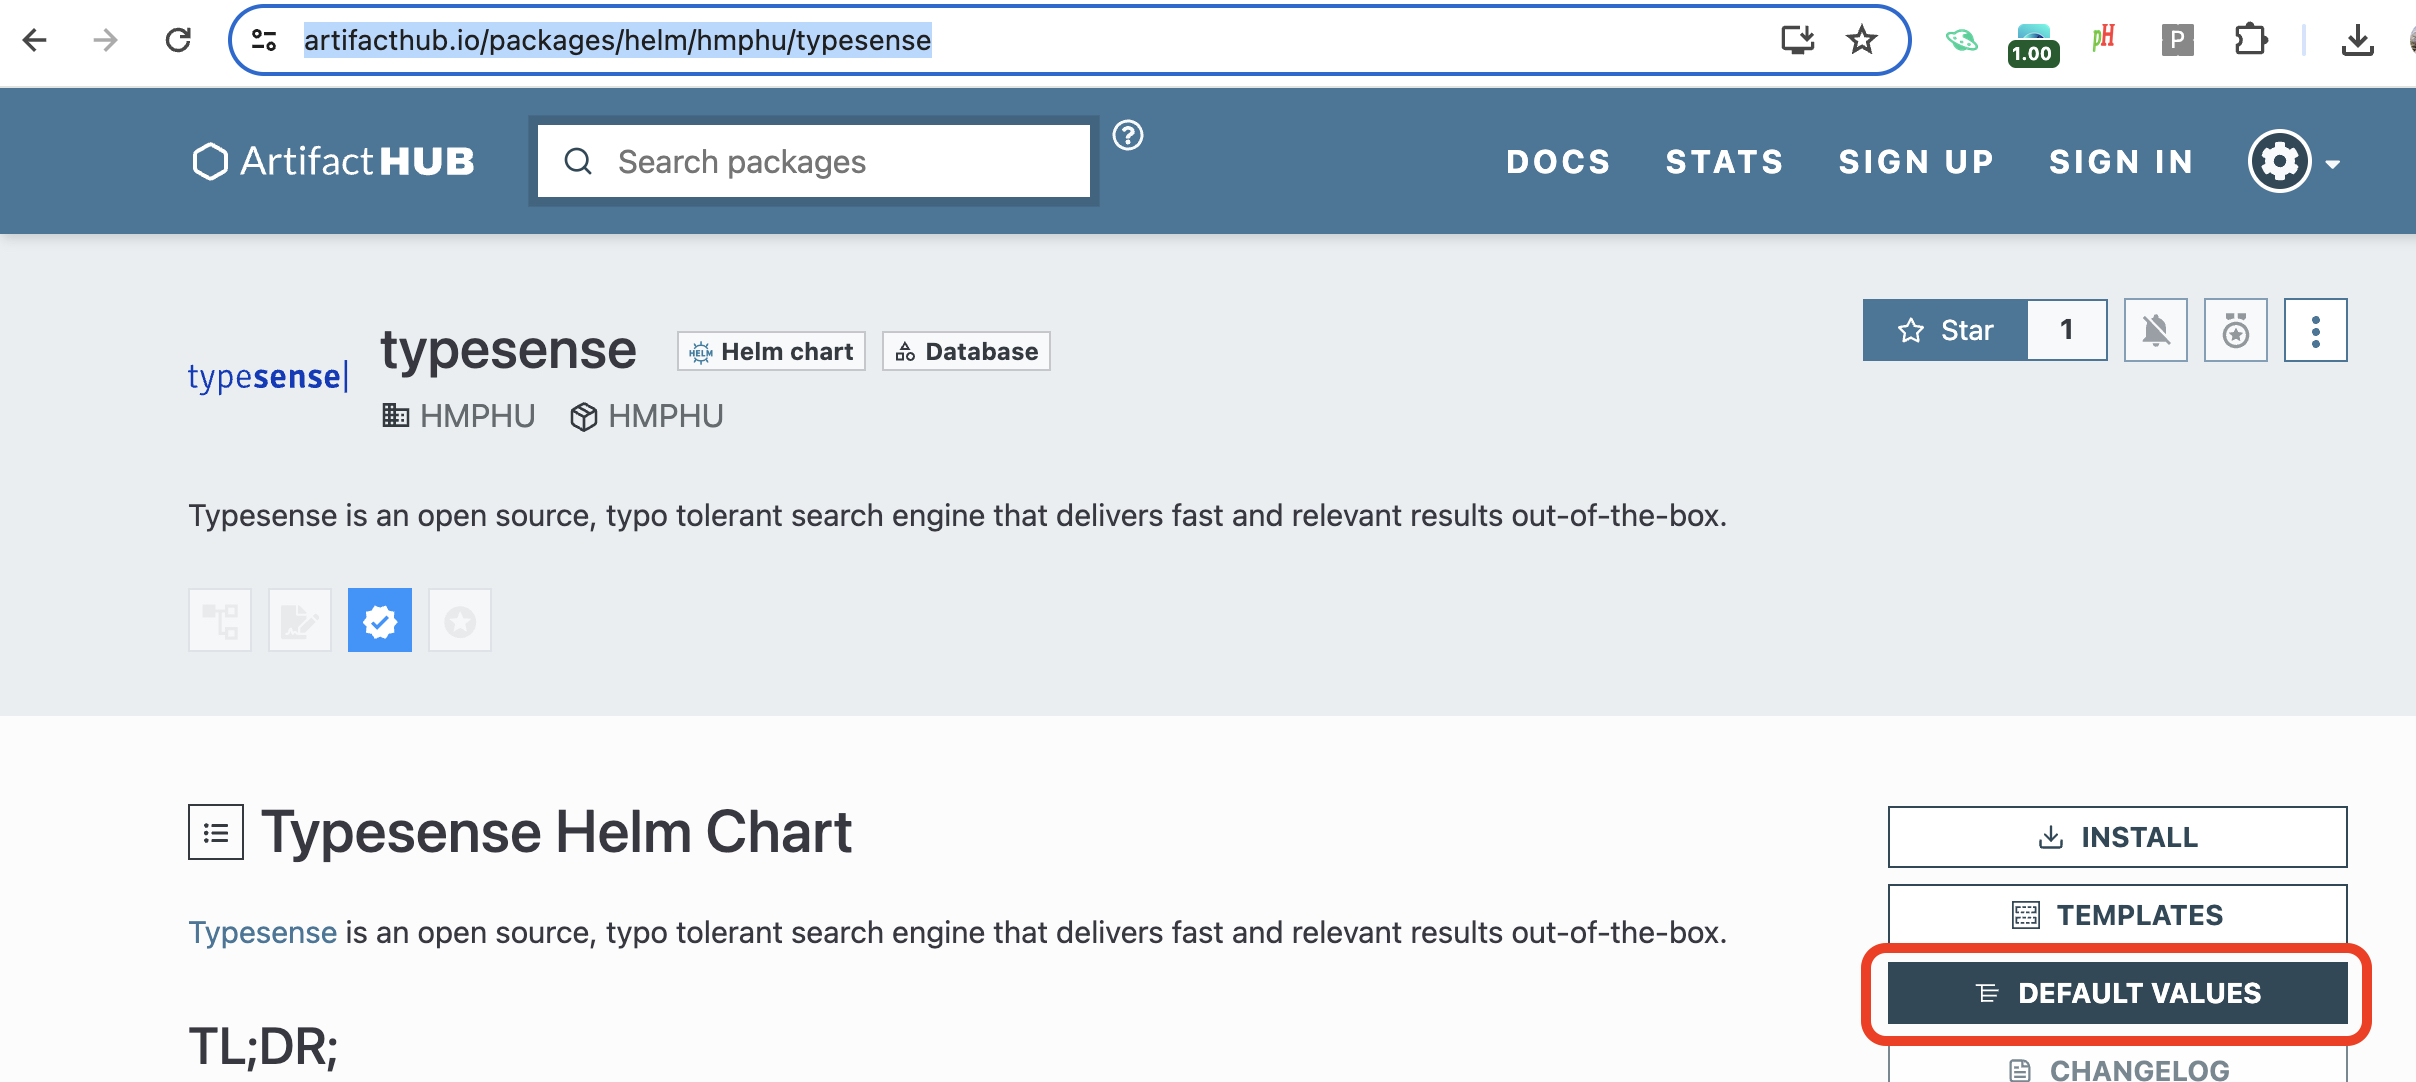 artifacthub.io/packages/helm/hmphu/typesense
1.00
pH
P
Artifact HUB
Search packages
?
DOCS
STATS
SIGN UP
SIGN IN
typesense
typesense
HELM
Helm chart
Database
Star
1
HMPHU
HMPHU
Typesense is an open source, typo tolerant search engine that delivers fast and relevant results out-of-the-box.
Typesense Helm Chart
INSTALL
TEMPLATES
Typesense is an open source, typo tolerant search engine that delivers fast and relevant results out-of-the-box.
DEFAULT VALUES
TL;DR;
CHANGELOG